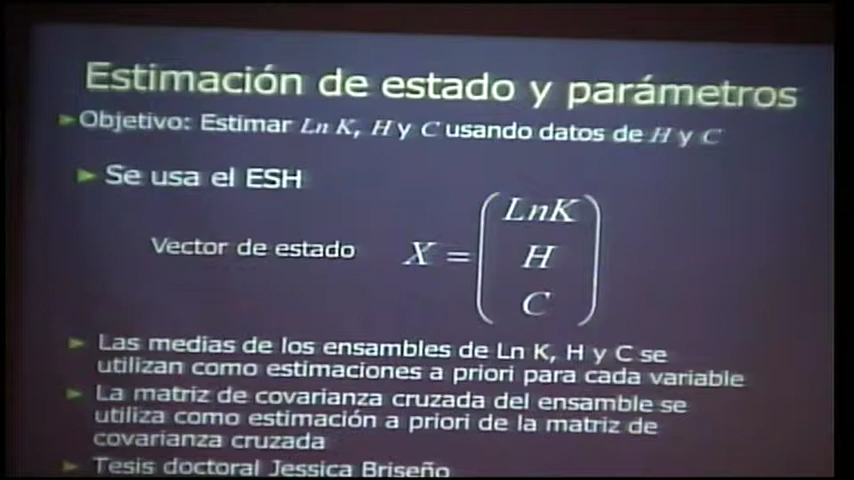 Estimación de estado y parámetros
Objetivo: Estimar Ln K, H y C usando datos de H y C
Se usa el ESH
Vector de estado
X = ( LnK
H
C )
Las medias de los ensambles de Ln K, H y C se
utilizan como estimaciones a priori para cada variable
La matriz de covarianza cruzada del ensamble se
utiliza como estimación a priori de la matriz de
covarianza cruzada
Tesis doctoral Jessica Briseño